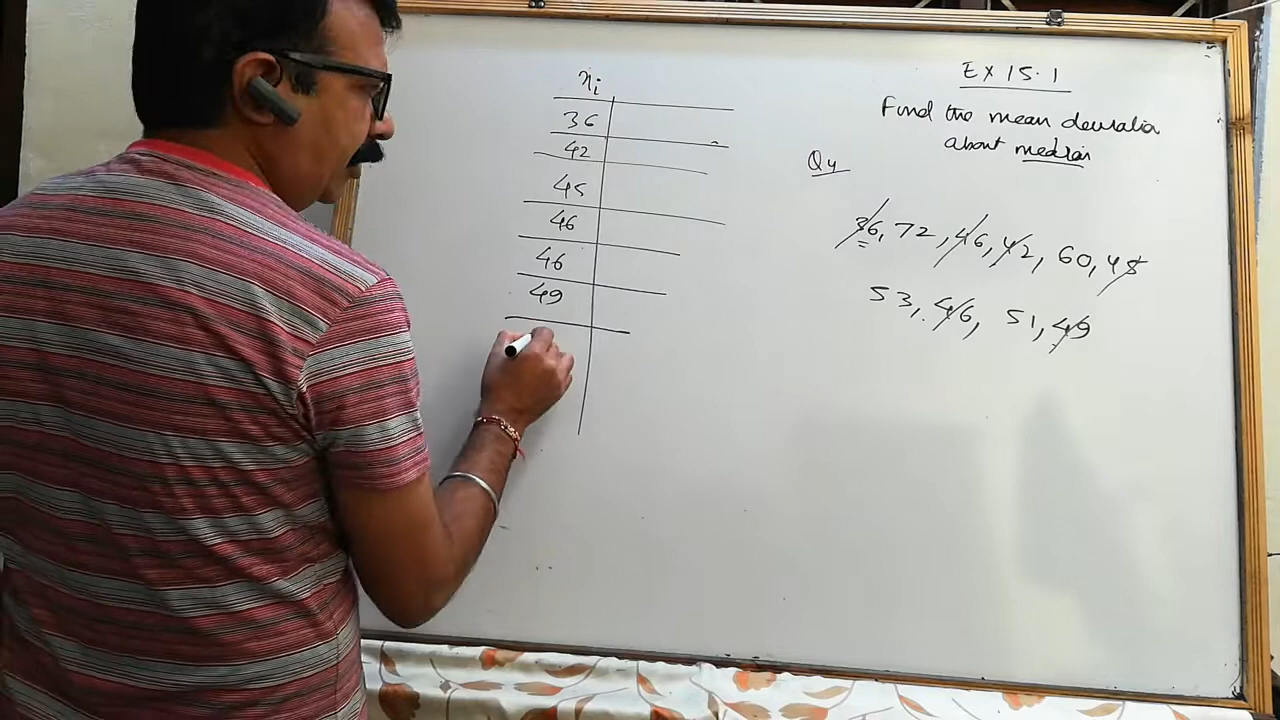 xi
36
42
45
46
46
49
Ex 15.1
Find the mean deviation
about median
Q4
36, 72, 46, 42, 60, 45
53, 46, 51, 49